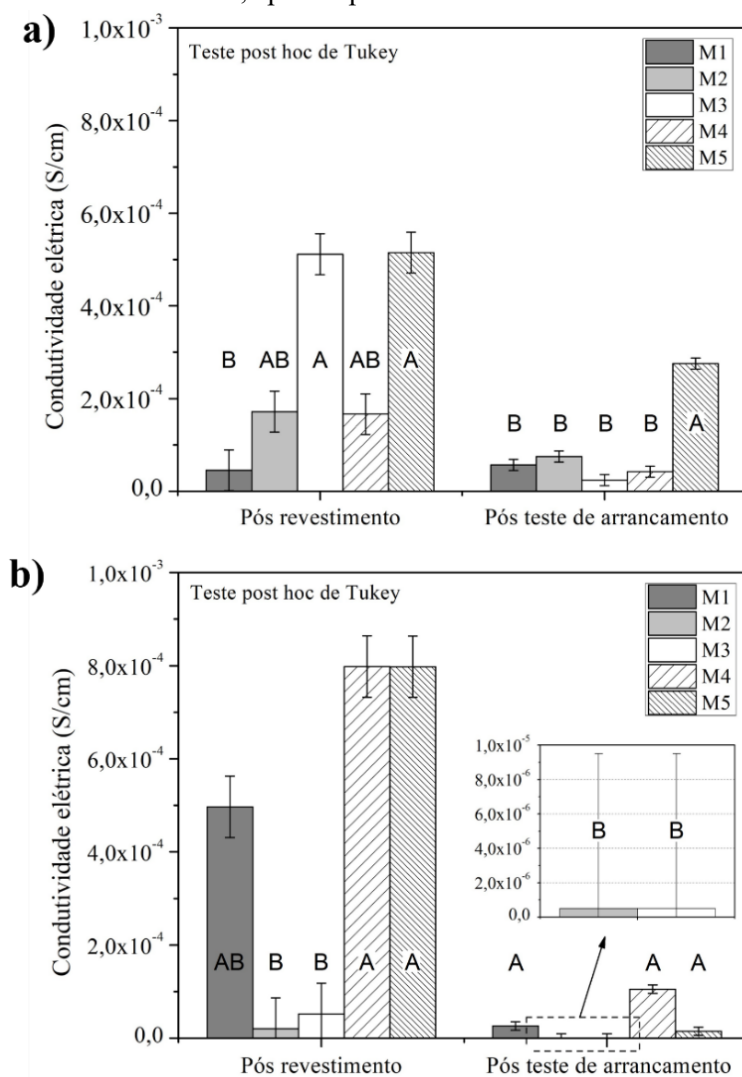 a)
1,0x10⁻³
8,0x10⁻⁴
6,0x10⁻⁴
4,0x10⁻⁴
2,0x10⁻⁴
0,0
Condutividade elétrica (S/cm)
Teste post hoc de Tukey
M1
M2
M3
M4
M5
B AB A AB A
B B B B A
Pós revestimento Pós teste de arrancamento
b)
1,0x10⁻³
8,0x10⁻⁴
6,0x10⁻⁴
4,0x10⁻⁴
2,0x10⁻⁴
0,0
Condutividade elétrica (S/cm)
Teste post hoc de Tukey
M1
M2
M3
M4
M5
1,0x10⁻⁵
8,0x10⁻⁶
6,0x10⁻⁶
4,0x10⁻⁶
2,0x10⁻⁶
0,0
B B
AB B B A A
A A A
Pós revestimento Pós teste de arrancamento